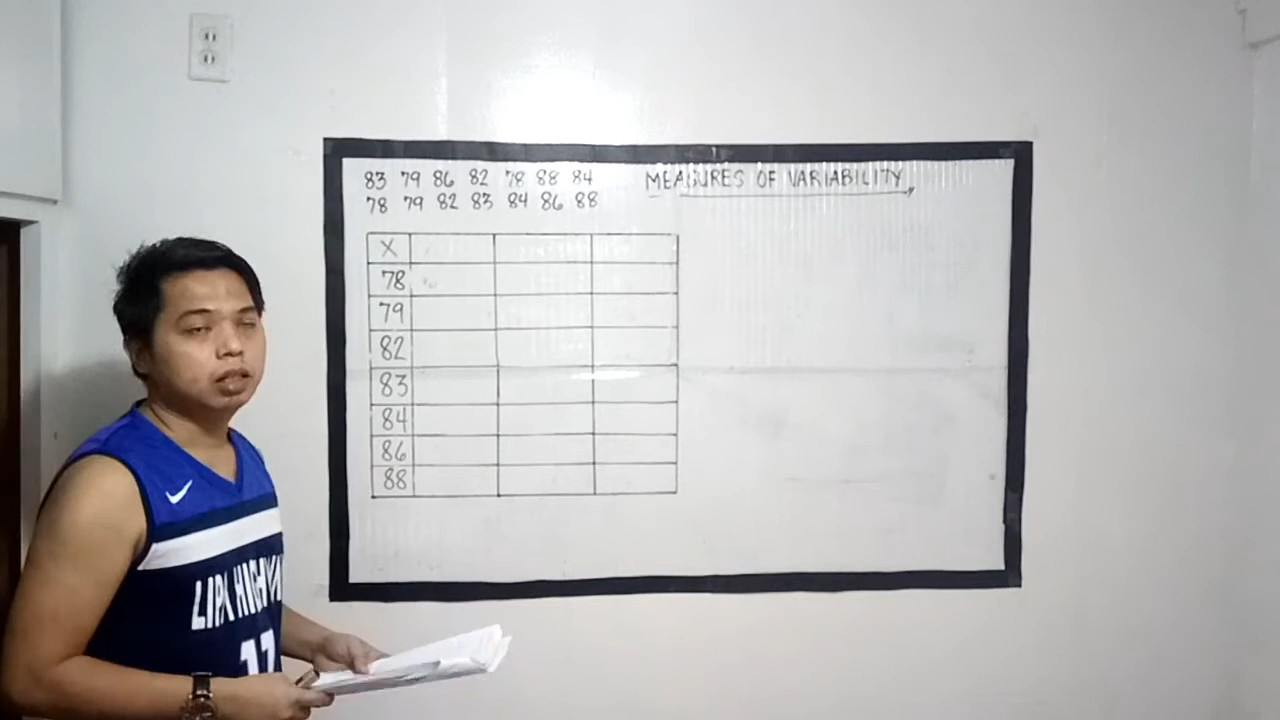 83 79 86 82 78 88 84
78 79 82 83 84 86 88
MEASURES OF VARIABILITY
X
78
79
82
83
84
86
88